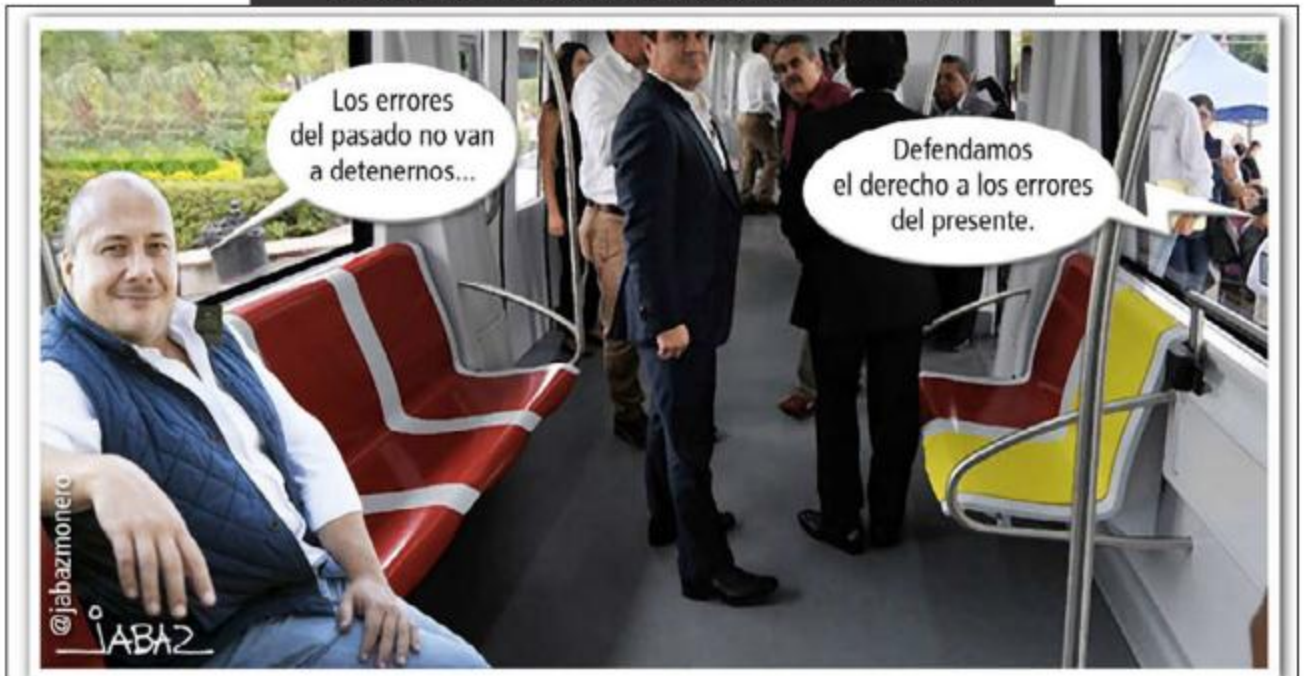 Los errores
del pasado no van
a detenernos...
Defendamos
el derecho a los errores
del presente.
@jabazmonero
JABAZ